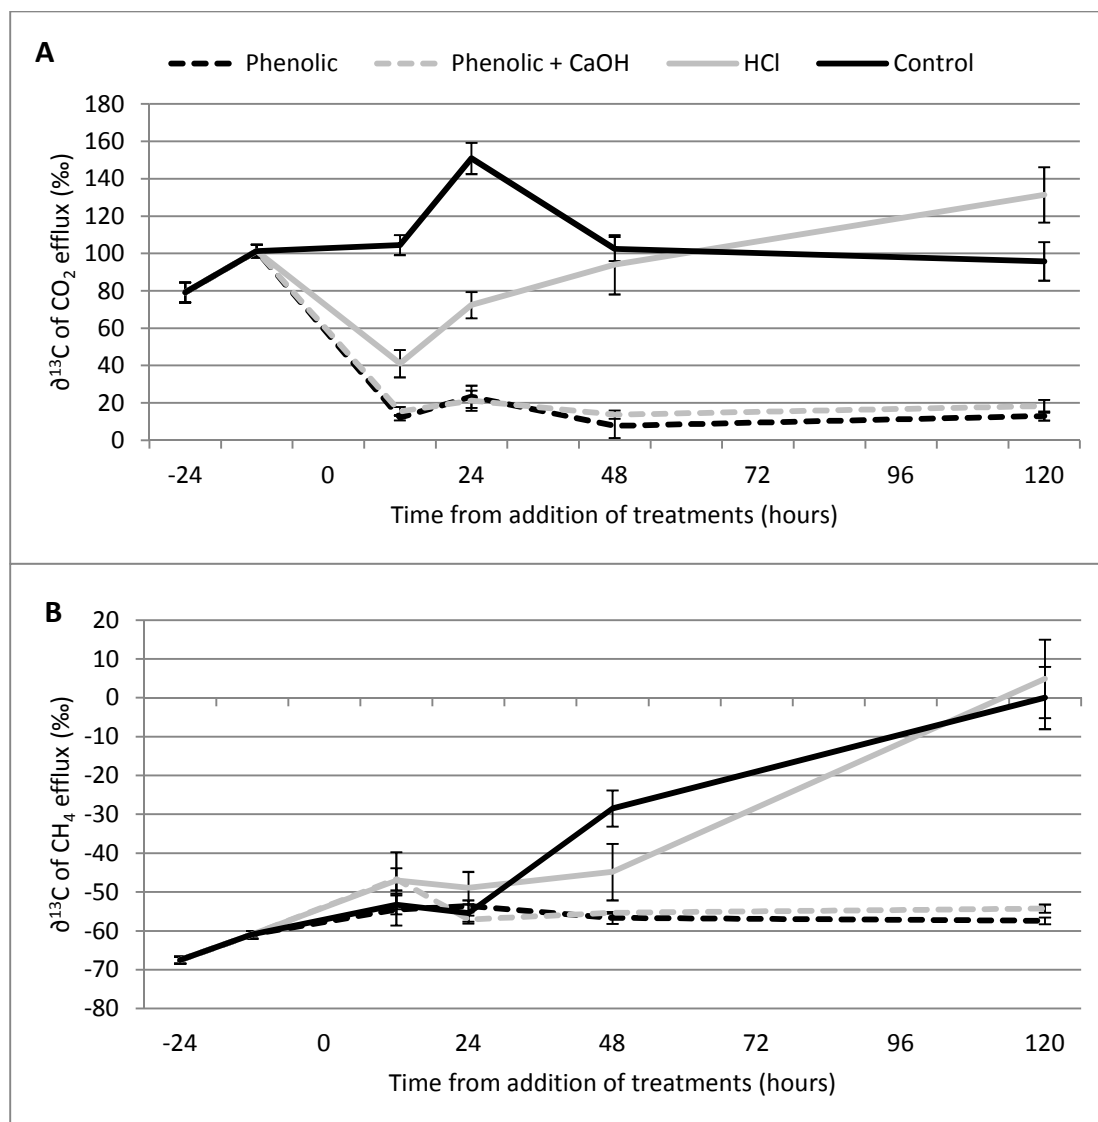 A
Phenolic Phenolic + CaOH HCl Control
180
160
140
120
100
80
60
40
20
0
∂¹³C of CO₂ efflux (‰)
-24 0 24 48 72 96 120
Time from addition of treatments (hours)
B
20
10
0
-10
-20
-30
-40
-50
-60
-70
-80
∂¹³C of CH₄ efflux (‰)
-24 0 24 48 72 96 120
Time from addition of treatments (hours)